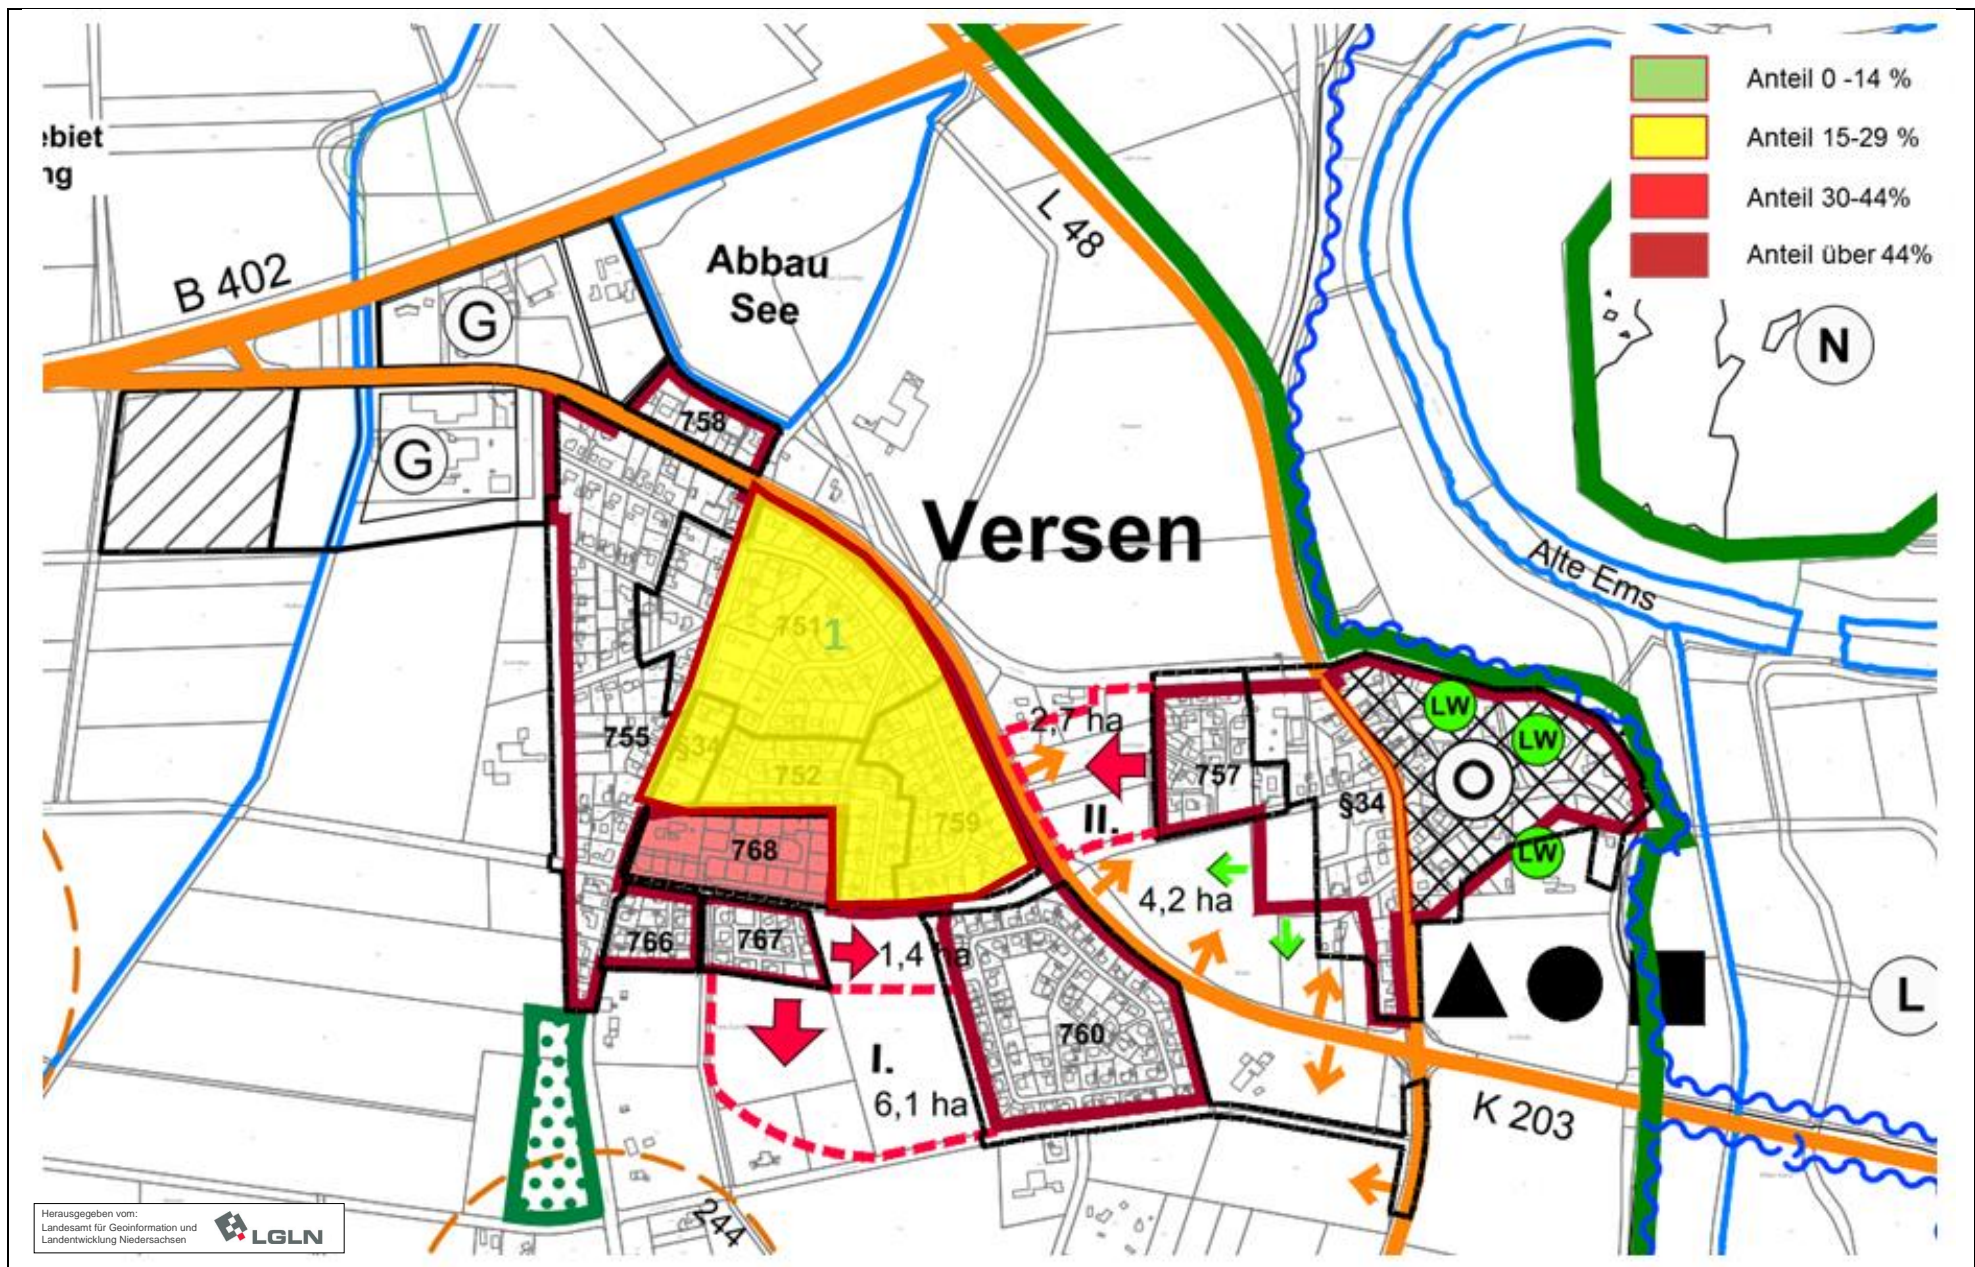 Anteil 0 -14 %
Anteil 15-29 %
Anteil 30-44%
Anteil über 44%
ebiet
ng
B 402
L 48
Abbau
See
G
G
N
758
Versen
Alte Ems
751
1
755
§34
752
759
768
766
767
2,7 ha
757
II.
§34
LW
LW
LW
O
4,2 ha
1,4 ha
760
I.
6,1 ha
L
K 203
244
Herausgegeben vom:
Landesamt für Geoinformation und
Landentwicklung Niedersachsen
LGLN